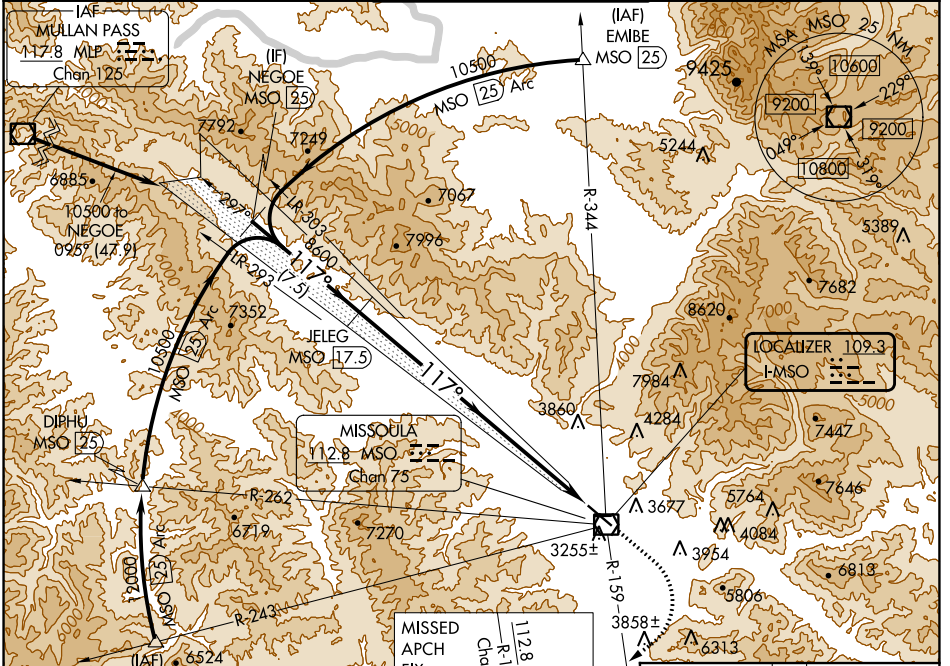 IAF
MULLAN PASS
117.8 MLP
Chan 125
(IF)
NEGOE
MSO 25
(IAF)
EMIBE
MSO 25
10500
MSO 25 Arc
MSA MSO 25 NM
139°
10600
229°
9200
9200
049°
10800
319°
9425
5244
5389
7792
7249
5000
7067
6885
7996
10500 to
NEGOE
095° (47.9)
297°
LR-303
8600
LR-293
(7.5)
117°
R-344
7682
8620
7352
JELEG
MSO 17.5
117°
LOCALIZER 109.3
I-MSO
7000
5000
7984
3860
4284
7447
10500
MSO 25 Arc
DIPHU
MSO 25
MISSOULA
112.8 MSO
Chan 75
R-262
6719
7270
3677
5764
7646
4084
3255±
3954
6813
5806
R-159
12000
MSO 25 Arc
R-243
3858±
6313
(IAF)
6524
MISSED
APCH
FIX
112.8
Cha
R-1